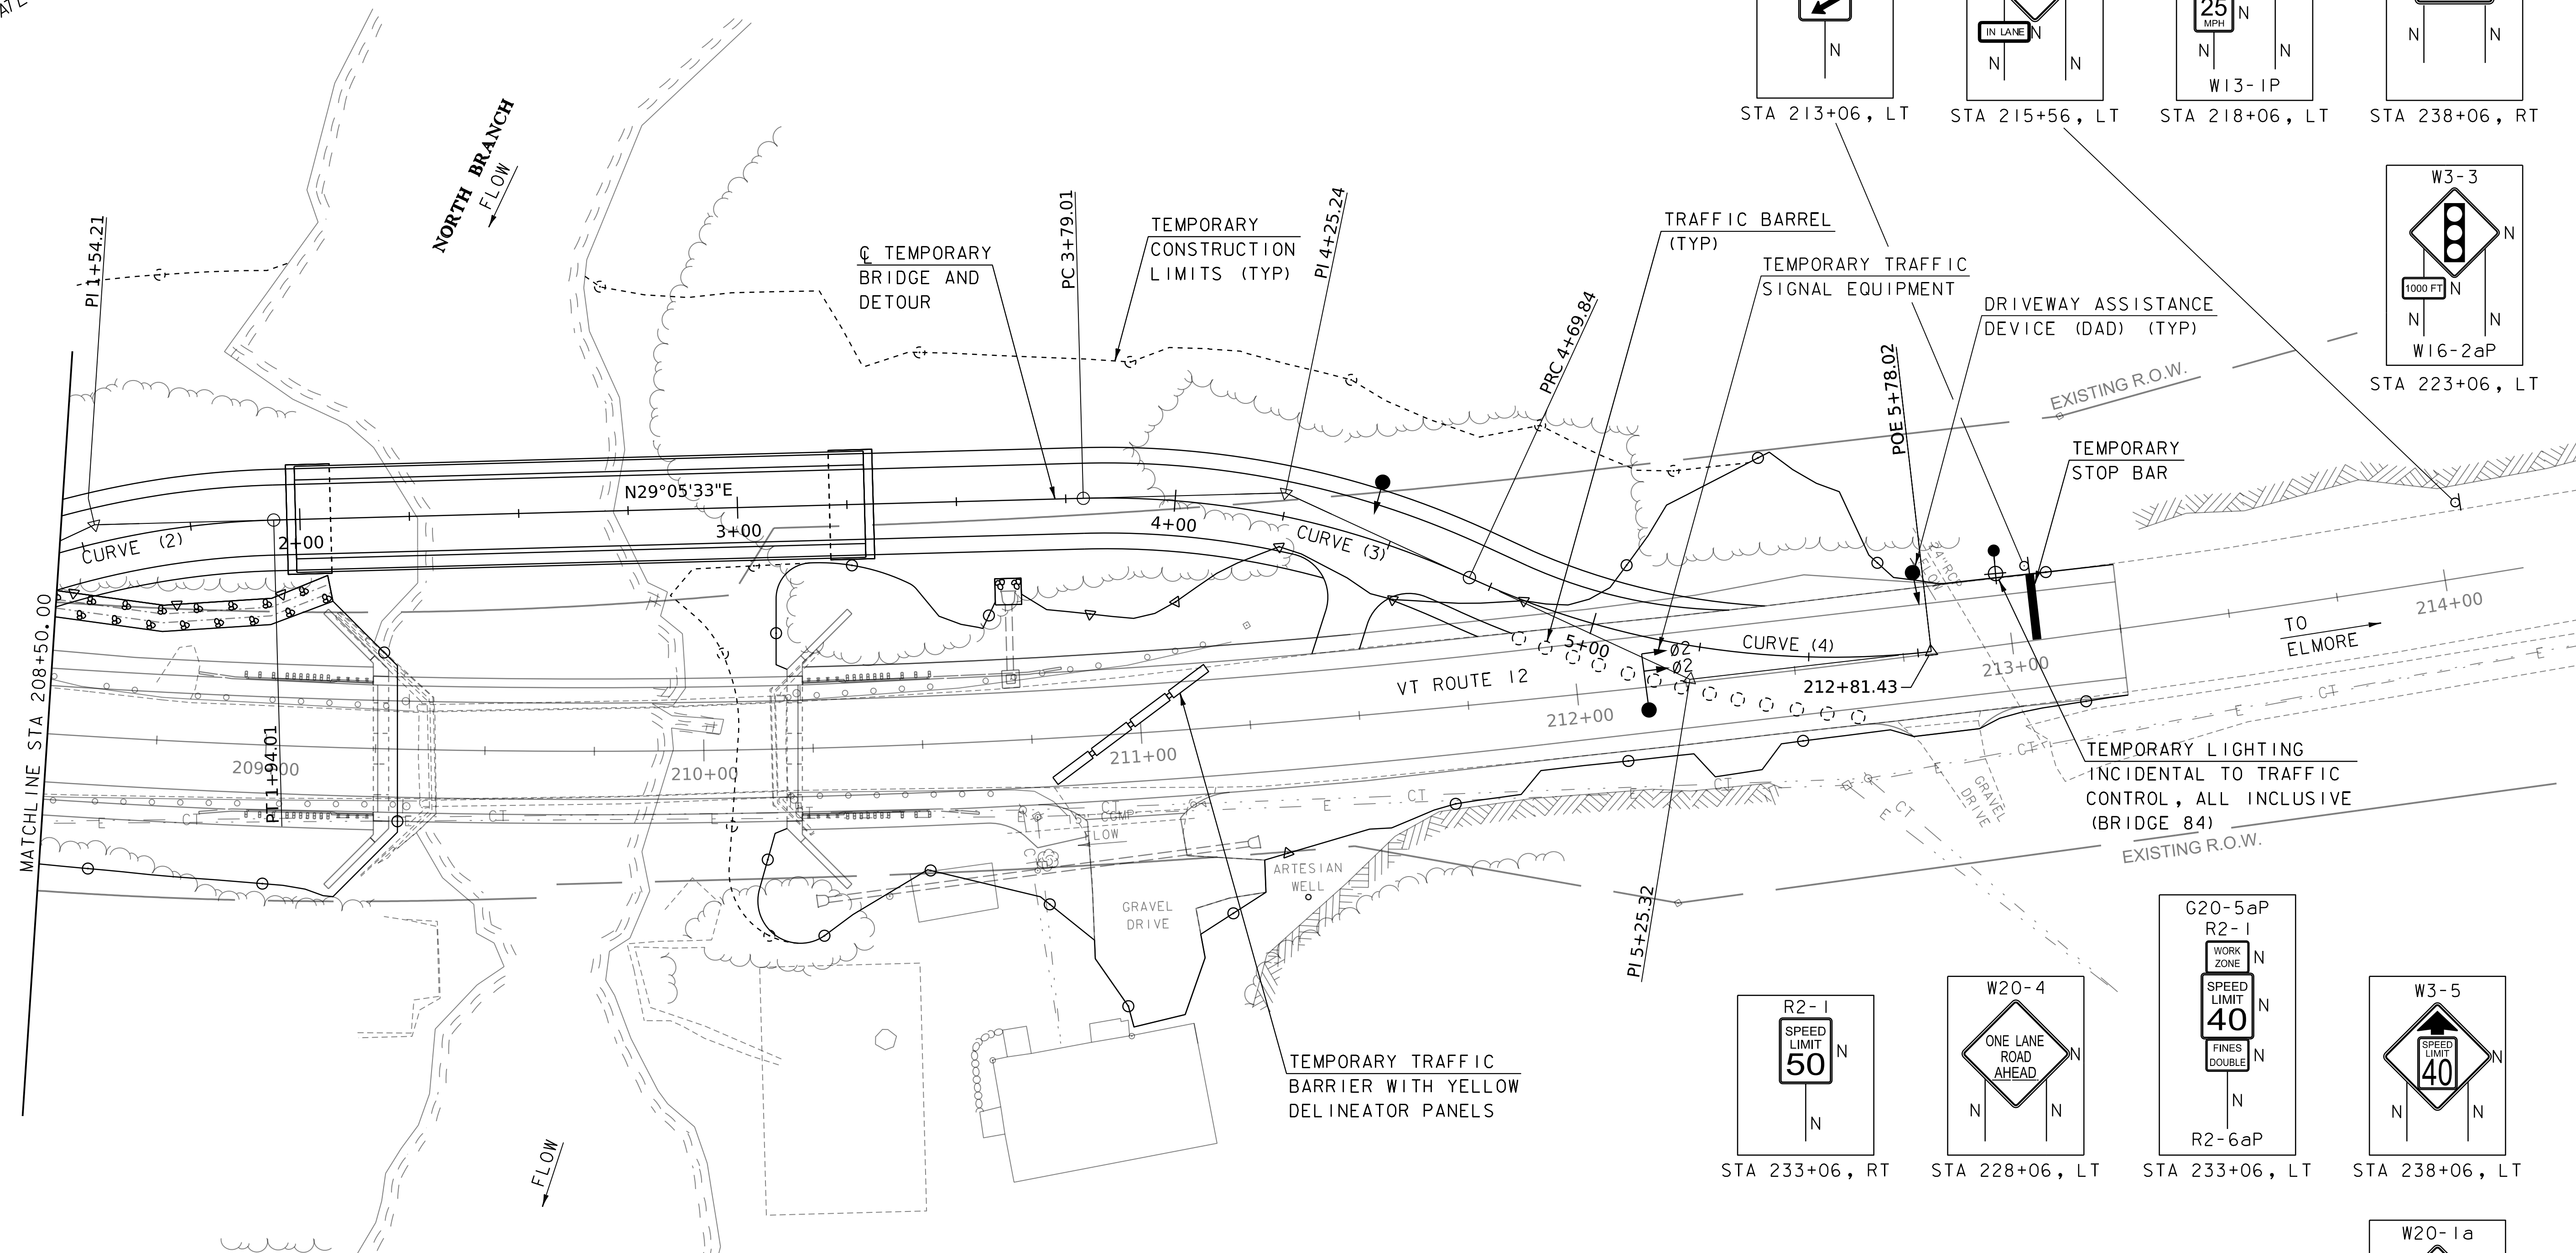 IN LANE
N
N
N
N
25
MPH
N
N
N
W13-1P
N
N
STA 213+06, LT
STA 215+56, LT
STA 218+06, LT
STA 238+06, RT
W3-3
N
1000 FT
N
N
N
W16-2aP
STA 223+06, LT
NORTH BRANCH
FLOW
PI 1+54.21
℄ TEMPORARY
BRIDGE AND
DETOUR
PC 3+79.01
TEMPORARY
CONSTRUCTION
LIMITS (TYP)
PI 4+25.24
PRC 4+69.84
TRAFFIC BARREL
(TYP)
TEMPORARY TRAFFIC
SIGNAL EQUIPMENT
DRIVEWAY ASSISTANCE
DEVICE (DAD) (TYP)
POE 5+78.02
EXISTING R.O.W.
TEMPORARY
STOP BAR
N29°05'33"E
CURVE (2)
2+00
3+00
4+00
CURVE (3)
5+00
Ø2
Ø2
CURVE (4)
212+81.43
VT ROUTE 12
TO
ELMORE
MATCHLINE STA 208+50.00
PT 1+94.01
209+00
210+00
211+00
212+00
213+00
214+00
E
CT
CT
E
CT
E
CT
E
CT
CT
E
CT
E
CT
E
E
CT
FLOW
ARTESIAN
WELL
GRAVEL
DRIVE
GRAVEL
DRIVE
TEMPORARY LIGHTING
INCIDENTAL TO TRAFFIC
CONTROL, ALL INCLUSIVE
(BRIDGE 84)
EXISTING R.O.W.
PI 5+25.32
TEMPORARY TRAFFIC
BARRIER WITH YELLOW
DELINEATOR PANELS
FLOW
R2-1
SPEED
LIMIT
50
N
N
STA 233+06, RT
W20-4
ONE LANE
ROAD
AHEAD
N
N
N
STA 228+06, LT
G20-5aP
R2-1
WORK
ZONE
N
SPEED
LIMIT
40
N
FINES
DOUBLE
N
N
R2-6aP
STA 233+06, LT
W3-5
SPEED
LIMIT
40
N
N
N
STA 238+06, LT
W20-1a